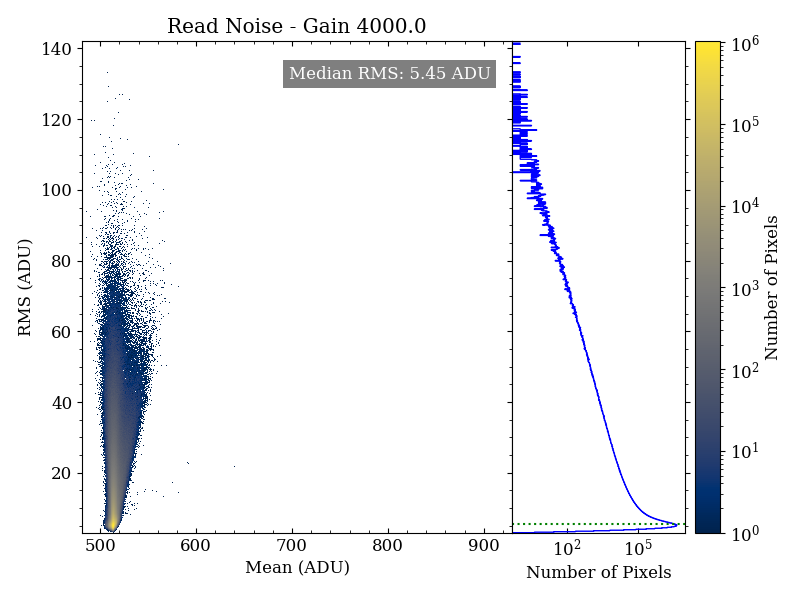 Read Noise - Gain 4000.0
Median RMS: 5.45 ADU
RMS (ADU)
140
120
100
80
60
40
20
500 600 700 800 900
Mean (ADU)
10^2 10^5
Number of Pixels
10^6
10^5
10^4
10^3
10^2
10^1
10^0
Number of Pixels